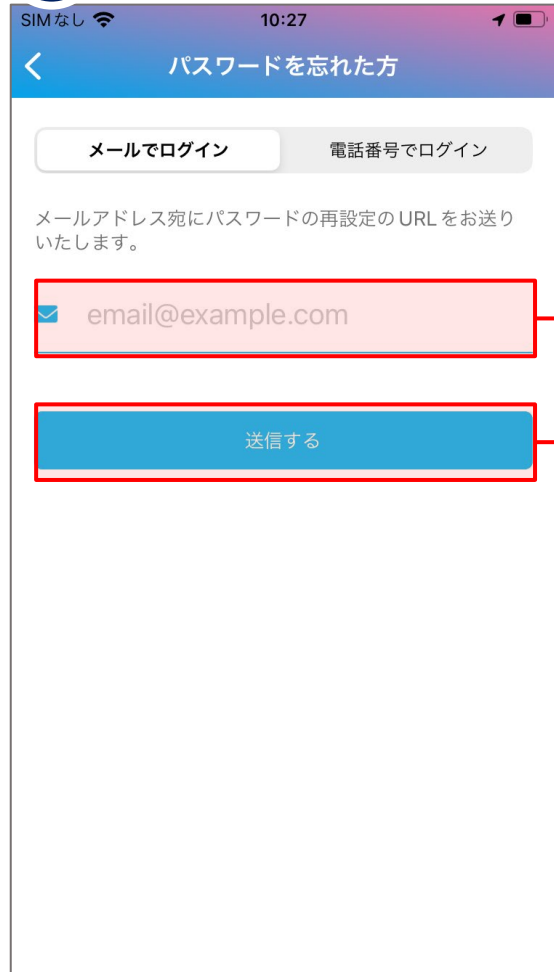 SIMなし 10:27
パスワードを忘れた方
メールでログイン 電話番号でログイン
メールアドレス宛にパスワードの再設定のURLをお送り
いたします。
email@example.com
送信する